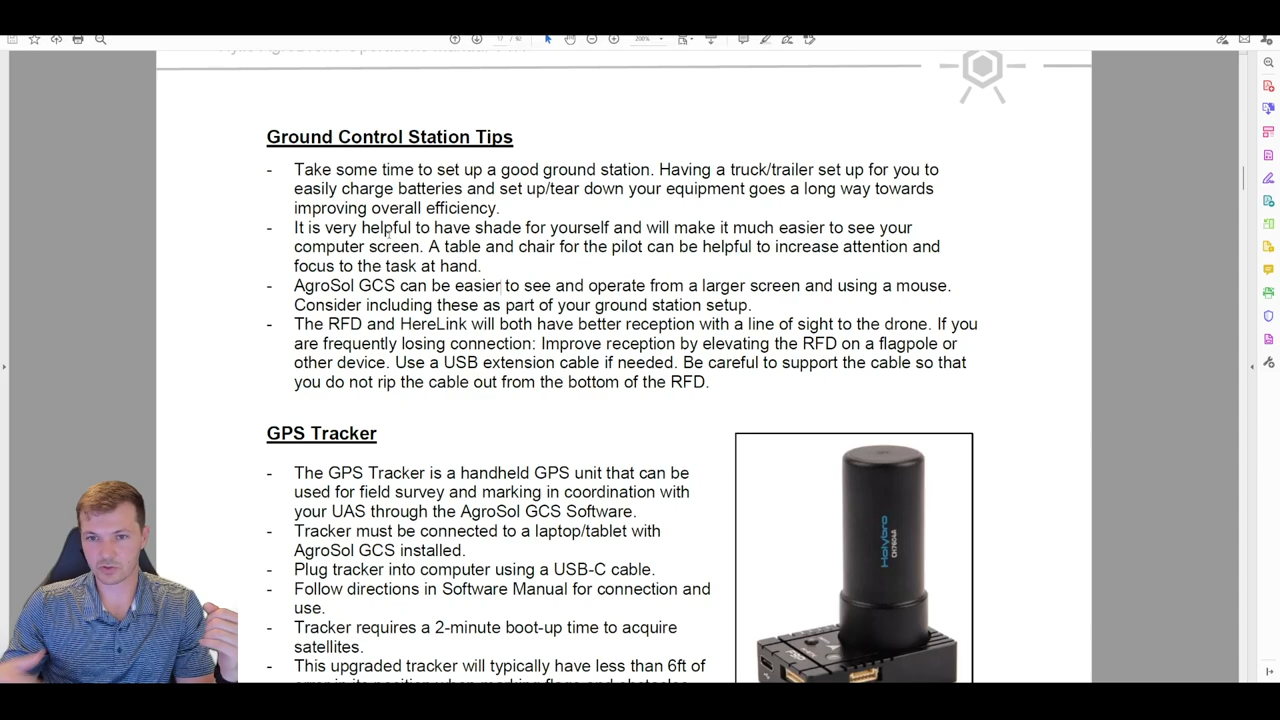 200%
Ground Control Station Tips
- Take some time to set up a good ground station. Having a truck/trailer set up for you to
easily charge batteries and set up/tear down your equipment goes a long way towards
improving overall efficiency.
- It is very helpful to have shade for yourself and will make it much easier to see your
computer screen. A table and chair for the pilot can be helpful to increase attention and
focus to the task at hand.
- AgroSol GCS can be easier to see and operate from a larger screen and using a mouse.
Consider including these as part of your ground station setup.
- The RFD and HereLink will both have better reception with a line of sight to the drone. If you
are frequently losing connection: Improve reception by elevating the RFD on a flagpole or
other device. Use a USB extension cable if needed. Be careful to support the cable so that
you do not rip the cable out from the bottom of the RFD.
GPS Tracker
- The GPS Tracker is a handheld GPS unit that can be
used for field survey and marking in coordination with
your UAS through the AgroSol GCS Software.
- Tracker must be connected to a laptop/tablet with
AgroSol GCS installed.
- Plug tracker into computer using a USB-C cable.
- Follow directions in Software Manual for connection and
use.
- Tracker requires a 2-minute boot-up time to acquire
satellites.
- This upgraded tracker will typically have less than 6ft of
Holybro